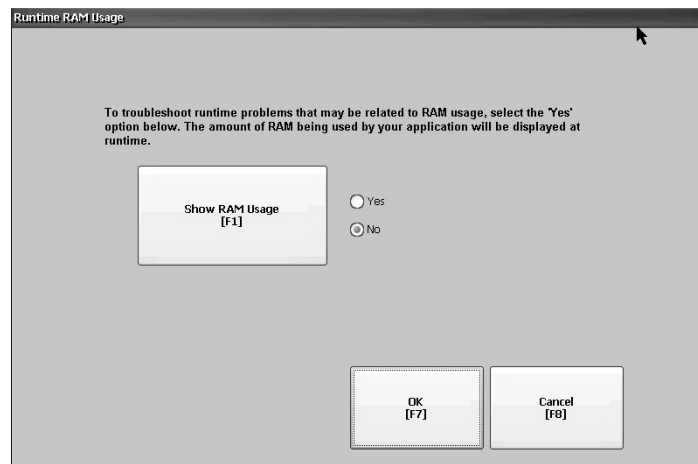 Runtime RAM Usage
To troubleshoot runtime problems that may be related to RAM usage, select the 'Yes'
option below. The amount of RAM being used by your application will be displayed at
runtime.
Show RAM Usage
[F1]
Yes
No
OK
[F7]
Cancel
[F8]